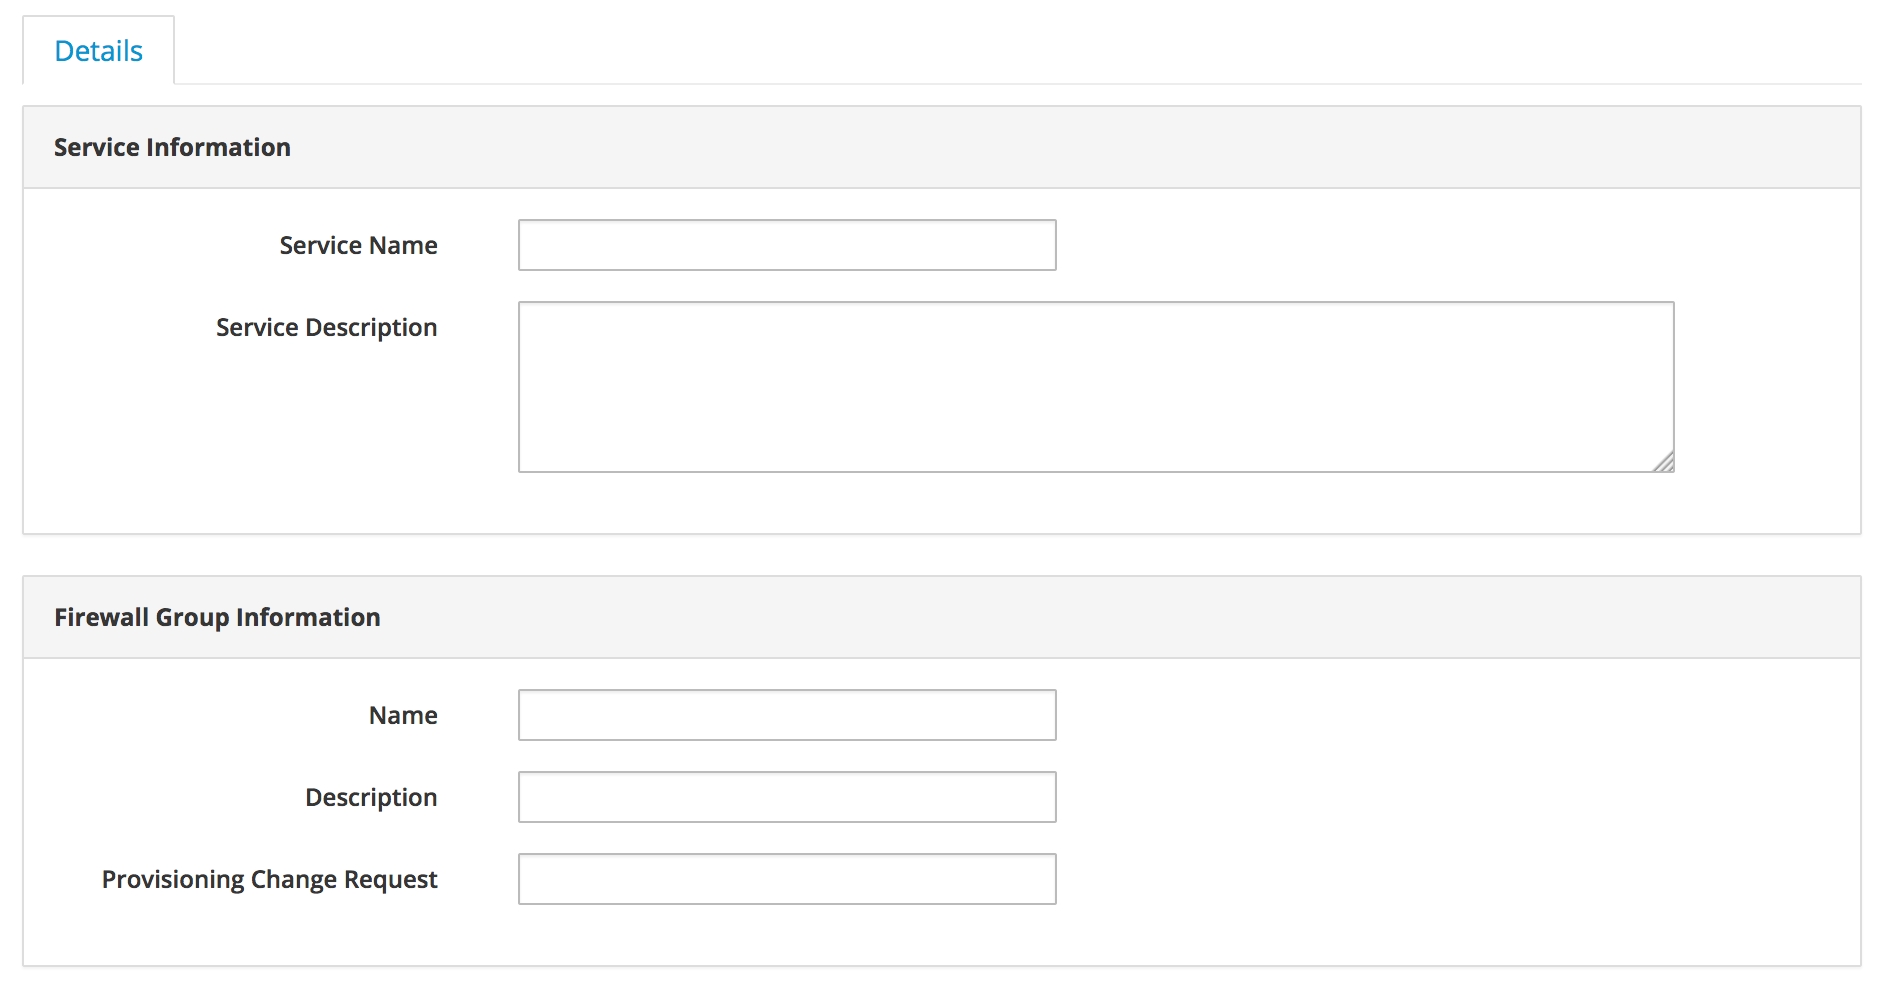 Details
Service Information
Service Name
Service Description
Firewall Group Information
Name
Description
Provisioning Change Request